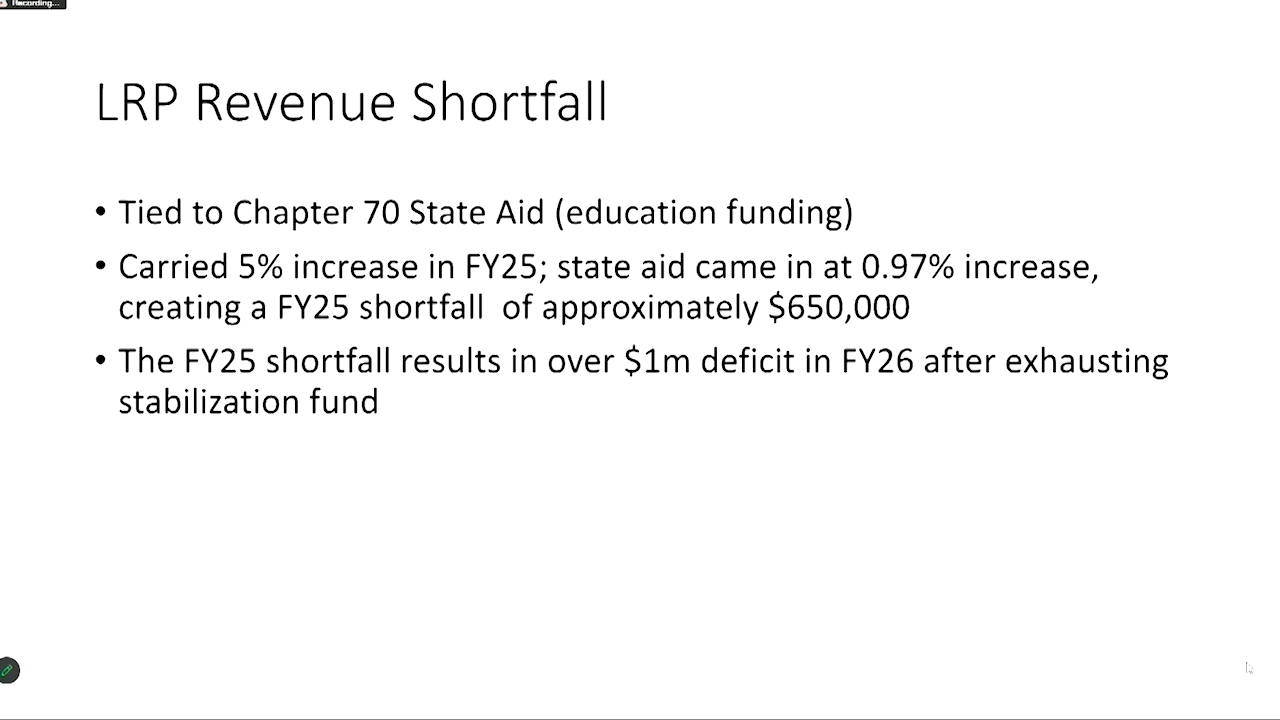 Recording...
LRP Revenue Shortfall
• Tied to Chapter 70 State Aid (education funding)
• Carried 5% increase in FY25; state aid came in at 0.97% increase,
creating a FY25 shortfall  of approximately $650,000
• The FY25 shortfall results in over $1m deficit in FY26 after exhausting
stabilization fund